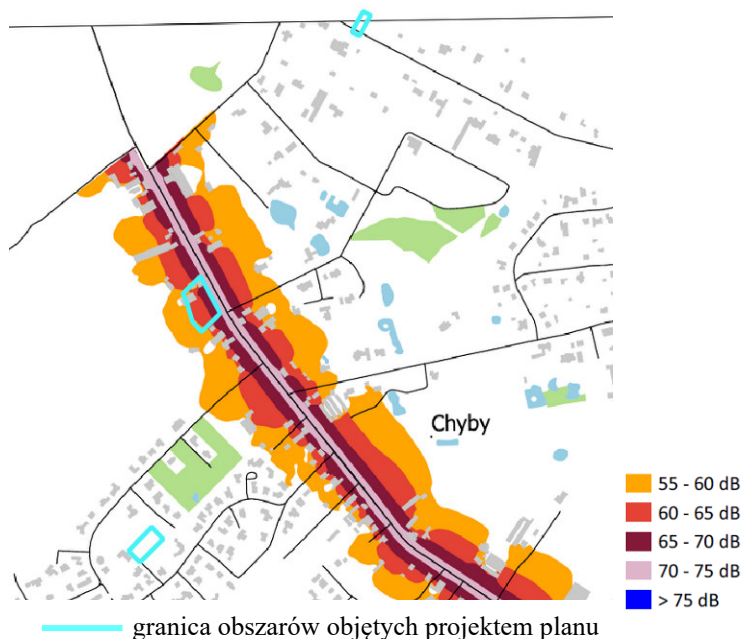 Chyby
55 - 60 dB
60 - 65 dB
65 - 70 dB
70 - 75 dB
> 75 dB
granica obszarów objętych projektem planu